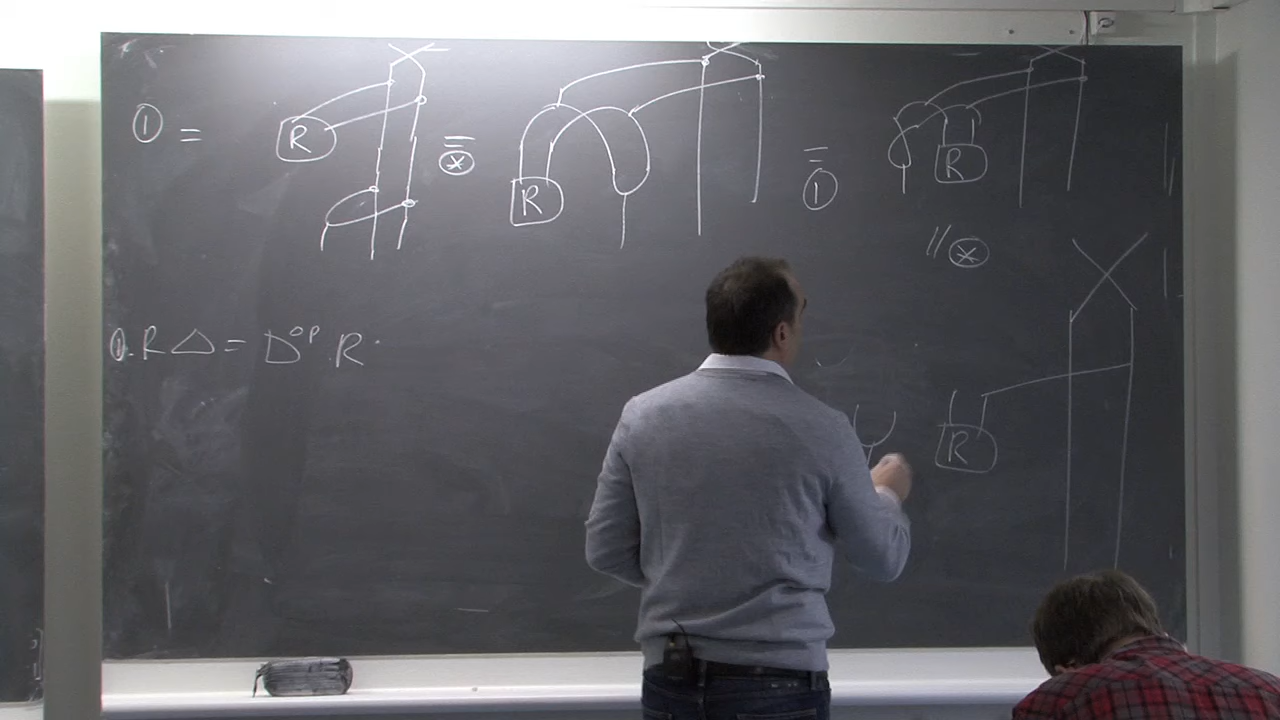 ① = R = ⊛ R = ① R
// ⊛
①. R △ = D^op R
R